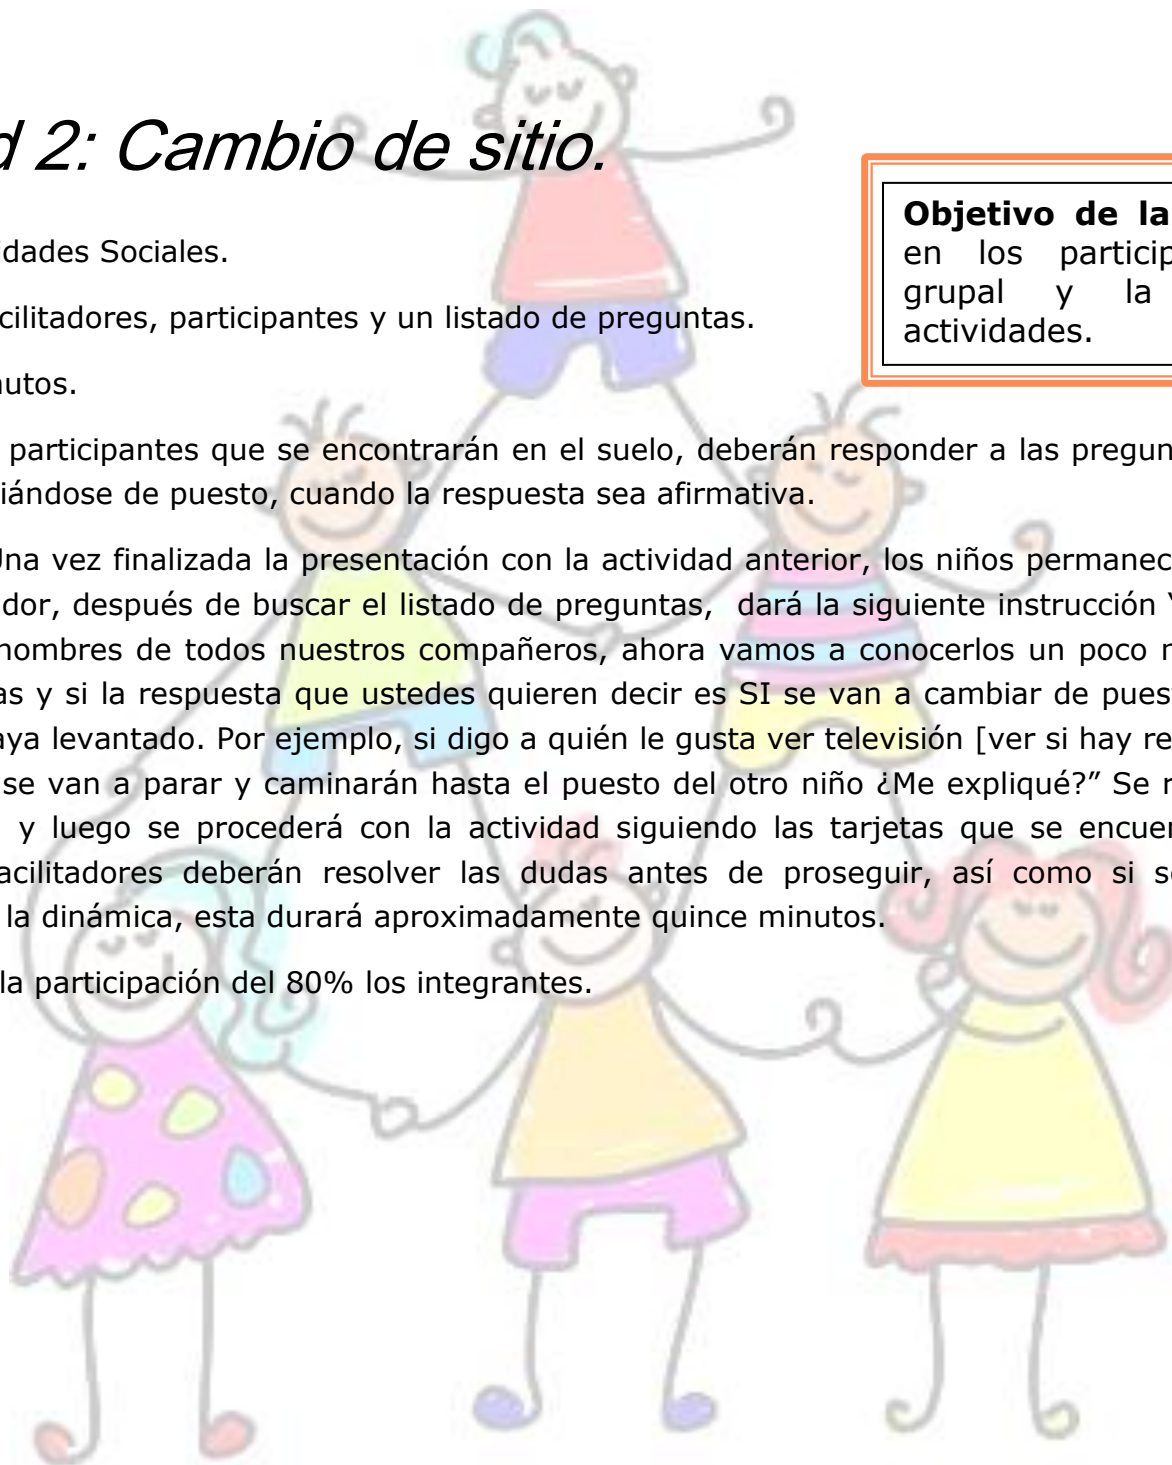 d 2: Cambio de sitio.
Objetivo de la
en los particip
grupal y la
actividades.
idades Sociales.
cilitadores, participantes y un listado de preguntas.
nutos.
participantes que se encontrarán en el suelo, deberán responder a las pregun
iándose de puesto, cuando la respuesta sea afirmativa.
Una vez finalizada la presentación con la actividad anterior, los niños permanec
dor, después de buscar el listado de preguntas, dará la siguiente instrucción
nombres de todos nuestros compañeros, ahora vamos a conocerlos un poco
as y si la respuesta que ustedes quieren decir es SI se van a cambiar de pues
aya levantado. Por ejemplo, si digo a quién le gusta ver televisión [ver si hay re
se van a parar y caminarán hasta el puesto del otro niño ¿Me expliqué?” Se
y luego se procederá con la actividad siguiendo las tarjetas que se encue
acilitadores deberán resolver las dudas antes de proseguir, así como si s
la dinámica, esta durará aproximadamente quince minutos.
la participación del 80% los integrantes.